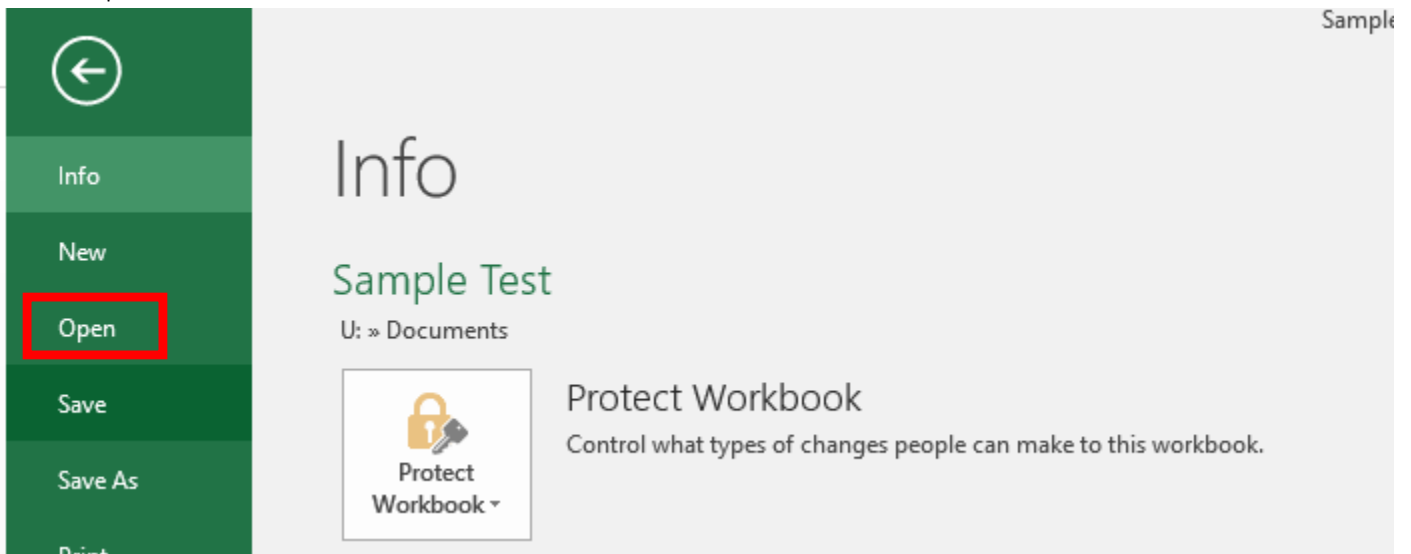 Sample
Info
New
Open
Save
Save As
Print
Info
Sample Test
U: » Documents
Protect
Workbook
Protect Workbook
Control what types of changes people can make to this workbook.